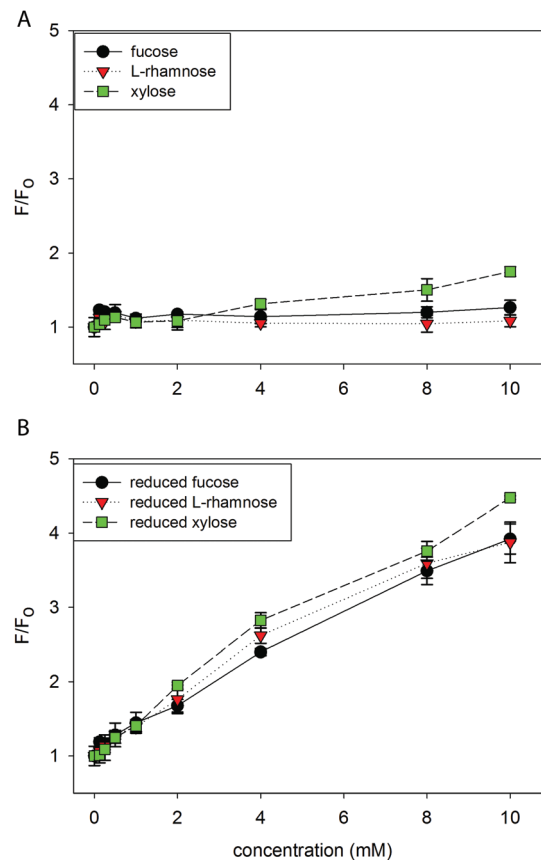 A
5
fucose
L-rhamnose
xylose
4
3
2
1
F/FO
0 2 4 6 8 10
B
5
reduced fucose
reduced L-rhamnose
reduced xylose
4
3
2
1
F/FO
0 2 4 6 8 10
concentration (mM)